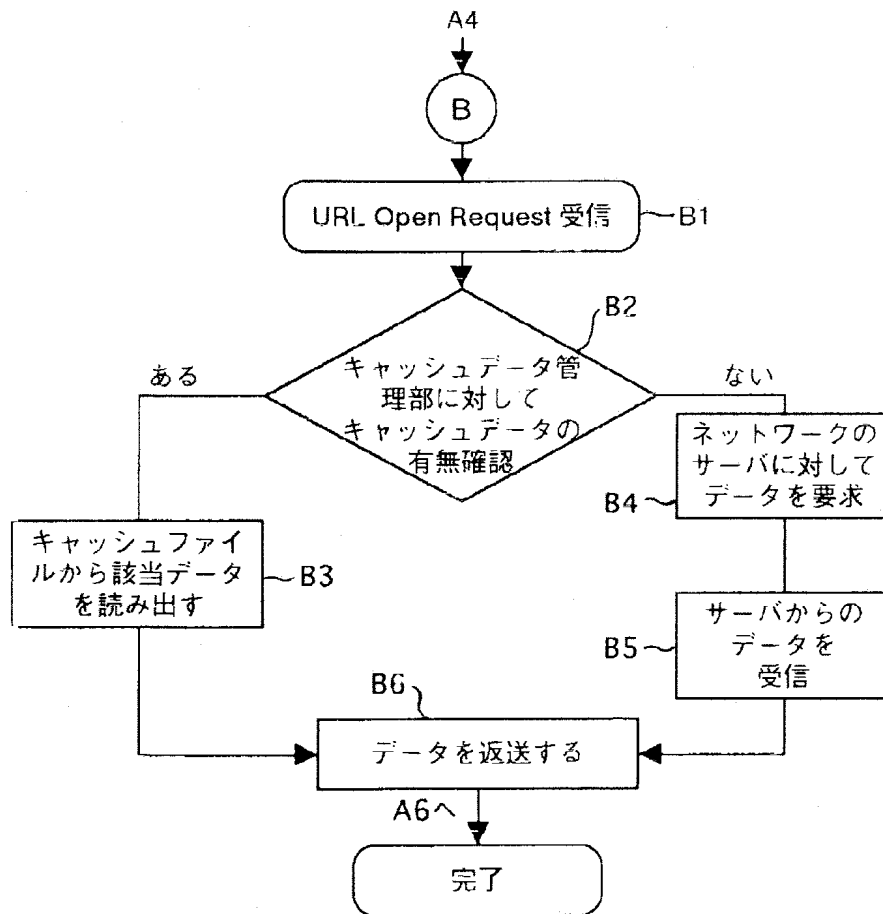 A4
B
URL Open Request 受信
B1
B2
キャッシュデータ管
理部に対して
キャッシュデータの
有無確認
ある
ない
ネットワークの
サーバに対して
データを要求
B4
キャッシュファイ
ルから該当データ
を読み出す
B3
サーバからの
データを
受信
B5
B6
データを返送する
A6へ
完了